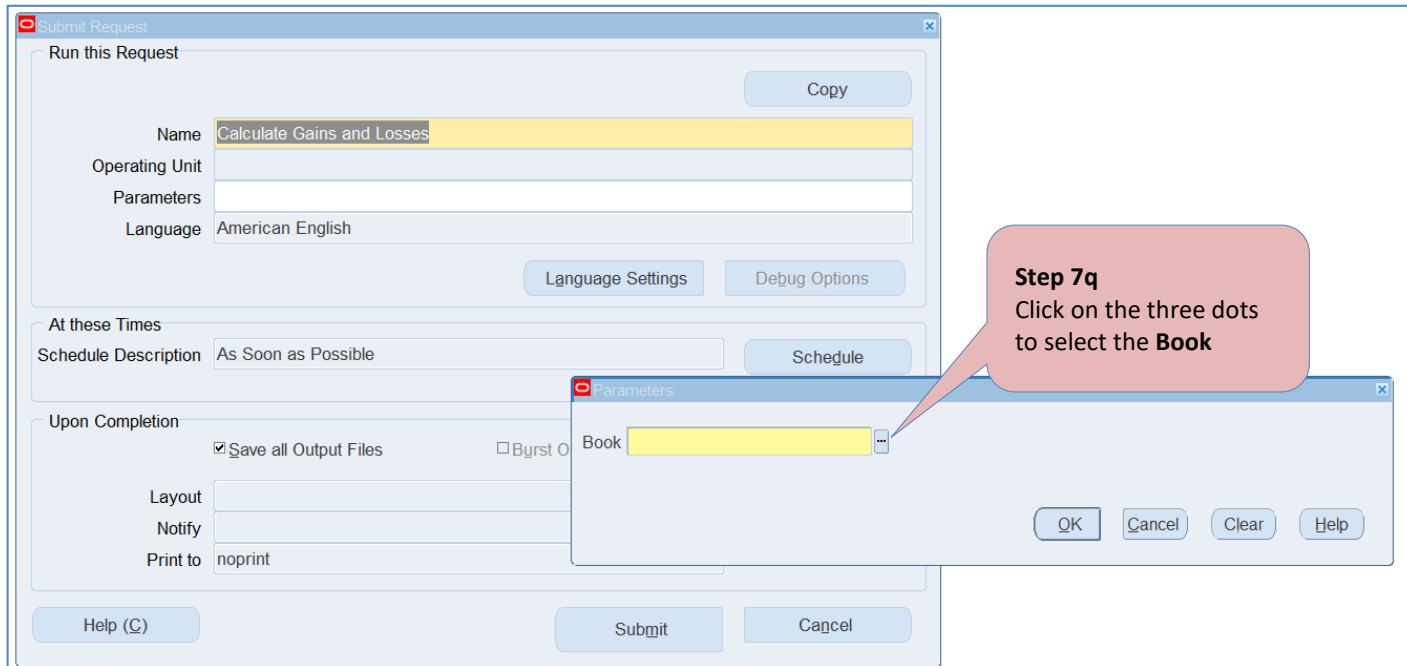 Submit Request
Run this Request
Copy
Name Calculate Gains and Losses
Operating Unit
Parameters
Language American English
Language Settings Debug Options
At these Times
Schedule Description As Soon as Possible Schedule
Upon Completion
Save all Output Files Burst O
Layout
Notify
Print to noprint
Help (C) Submit Cancel
Step 7q
Click on the three dots
to select the Book
Parameters
Book ...
OK Cancel Clear Help